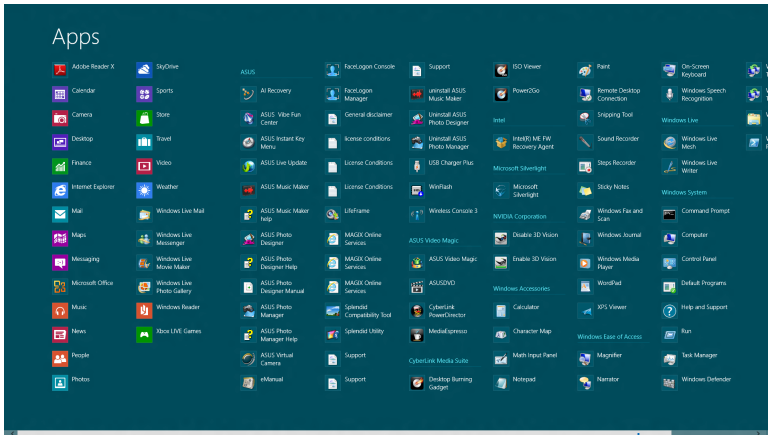 Apps
Adobe Reader X
Calendar
Camera
Desktop
Finance
Internet Explorer
Mail
Maps
Messaging
Microsoft Office
Music
News
People
Photos
SkyDrive
Sports
Store
Travel
Video
Weather
Windows Live Mail
Windows Live
Messenger
Windows Live
Movie Maker
Windows Live
Photo Gallery
Windows Reader
Xbox LIVE Games
ASUS
AI Recovery
ASUS Vibe Fun
Center
ASUS Instant Key
Menu
ASUS Live Update
ASUS Music Maker
ASUS Music Maker
help
ASUS Photo
Designer
ASUS Photo
Designer Help
ASUS Photo
Designer Manual
ASUS Photo
Manager
ASUS Photo
Manager Help
ASUS Virtual
Camera
eManual
FaceLogon Console
FaceLogon
Manager
General disclaimer
license conditions
License Conditions
License Conditions
LifeFrame
MAGIX Online
Services
MAGIX Online
Services
MAGIX Online
Services
Splendid
Compatibility Tool
Splendid Utility
Support
Support
Support
uninstall ASUS
Music Maker
Uninstall ASUS
Photo Designer
Uninstall ASUS
Photo Manager
USB Charger Plus
WinFlash
Wireless Console 3
ASUS Video Magic
ASUS Video Magic
ASUSDVD
CyberLink
PowerDirector
MediaEspresso
CyberLink Media Suite
Desktop Burning
Gadget
ISO Viewer
Power2Go
Intel
Intel(R) ME FW
Recovery Agent
Microsoft Silverlight
Microsoft
Silverlight
NVIDIA Corporation
Disable 3D Vision
Enable 3D Vision
Windows Accessories
Calculator
Character Map
Math Input Panel
Notepad
Paint
Remote Desktop
Connection
Snipping Tool
Sound Recorder
Steps Recorder
Sticky Notes
Windows Fax and
Scan
Windows Journal
Windows Media
Player
WordPad
XPS Viewer
Windows Ease of Access
Magnifier
Narrator
On-Screen
Keyboard
Windows Speech
Recognition
Windows Live
Windows Live
Mesh
Windows Live
Writer
Windows System
Command Prompt
Computer
Control Panel
Default Programs
Help and Support
Run
Task Manager
Windows Defender